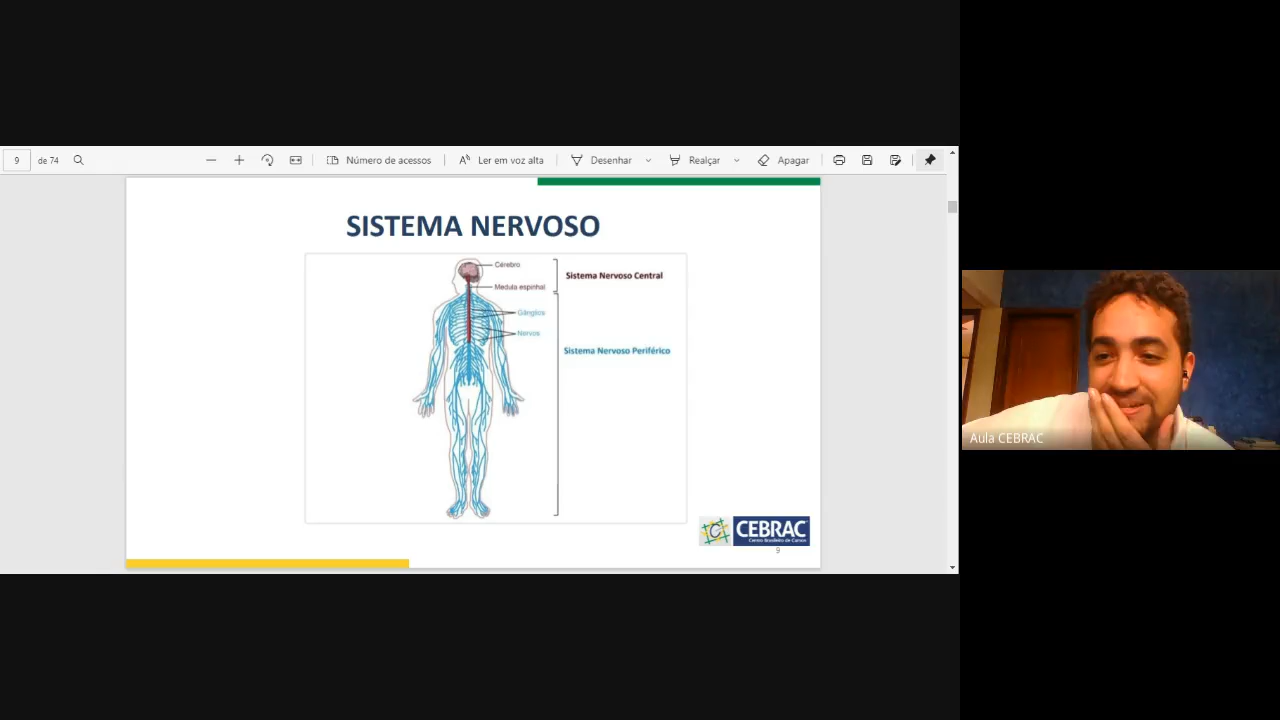 9 de 74 Número de acessos Ler em voz alta Desenhar Realçar Apagar
SISTEMA NERVOSO
Cérebro
Sistema Nervoso Central
Medula espinhal
Gânglios
Nervos
Sistema Nervoso Periférico
C CEBRAC
Centro Brasileiro de Cursos
9
Aula CEBRAC